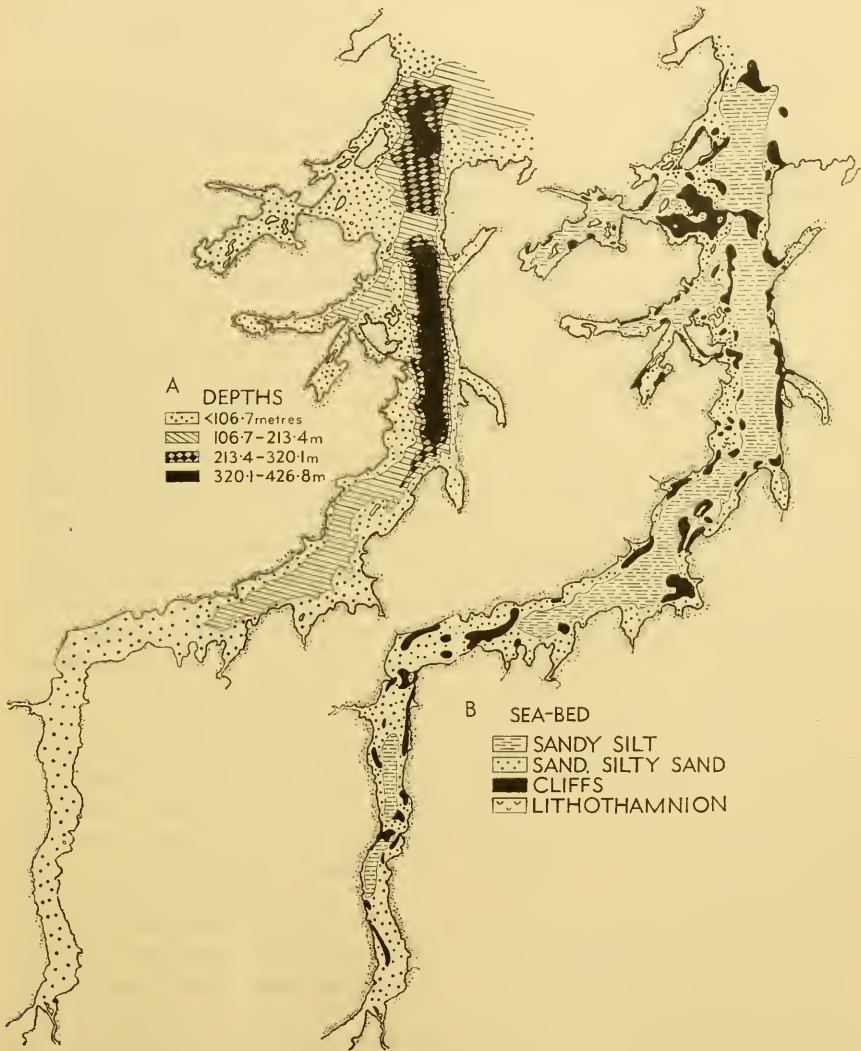 A DEPTHS
<106·7metres
106·7–213·4m
213·4–320·1m
320·1–426·8m
B SEA-BED
SANDY SILT
SAND, SILTY SAND
CLIFFS
LITHOTHAMNION